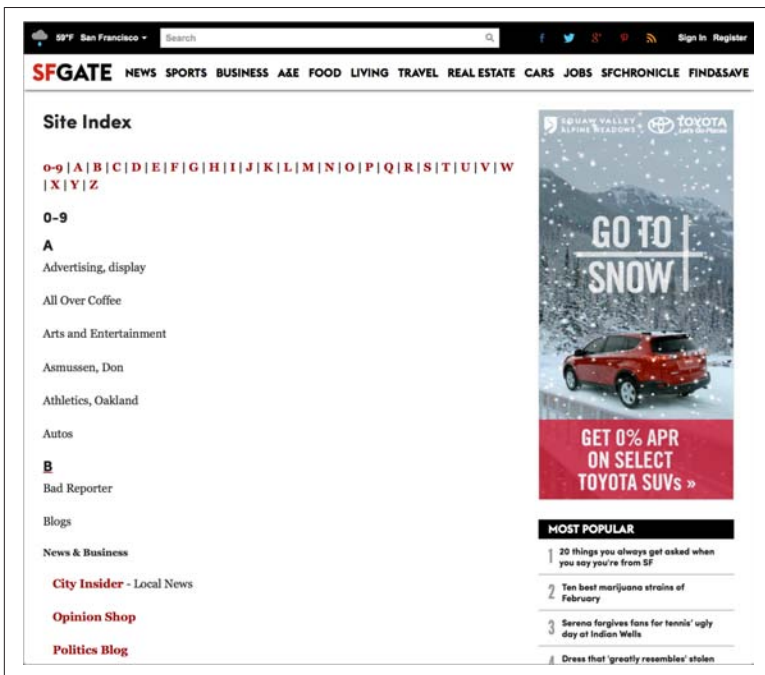 59°F San Francisco Search Sign In Register
SFGATE NEWS SPORTS BUSINESS A&E FOOD LIVING TRAVEL REAL ESTATE CARS JOBS SFCHRONICLE FIND&SAVE
Site Index
0-9 | A | B | C | D | E | F | G | H | I | J | K | L | M | N | O | P | Q | R | S | T | U | V | W
| X | Y | Z
0-9
A
Advertising, display
All Over Coffee
Arts and Entertainment
Asmussen, Don
Athletics, Oakland
Autos
B
Bad Reporter
Blogs
News & Business
City Insider - Local News
Opinion Shop
Politics Blog
SQUAW VALLEY
ALPINE MEADOWS
TOYOTA
Let's Go Places
GO TO
SNOW
GET 0% APR
ON SELECT
TOYOTA SUVs »
MOST POPULAR
1 20 things you always get asked when
you say you're from SF
2 Ten best marijuana strains of
February
3 Serena forgives fans for tennis' ugly
day at Indian Wells
4 Dress that 'greatly resembles' stolen